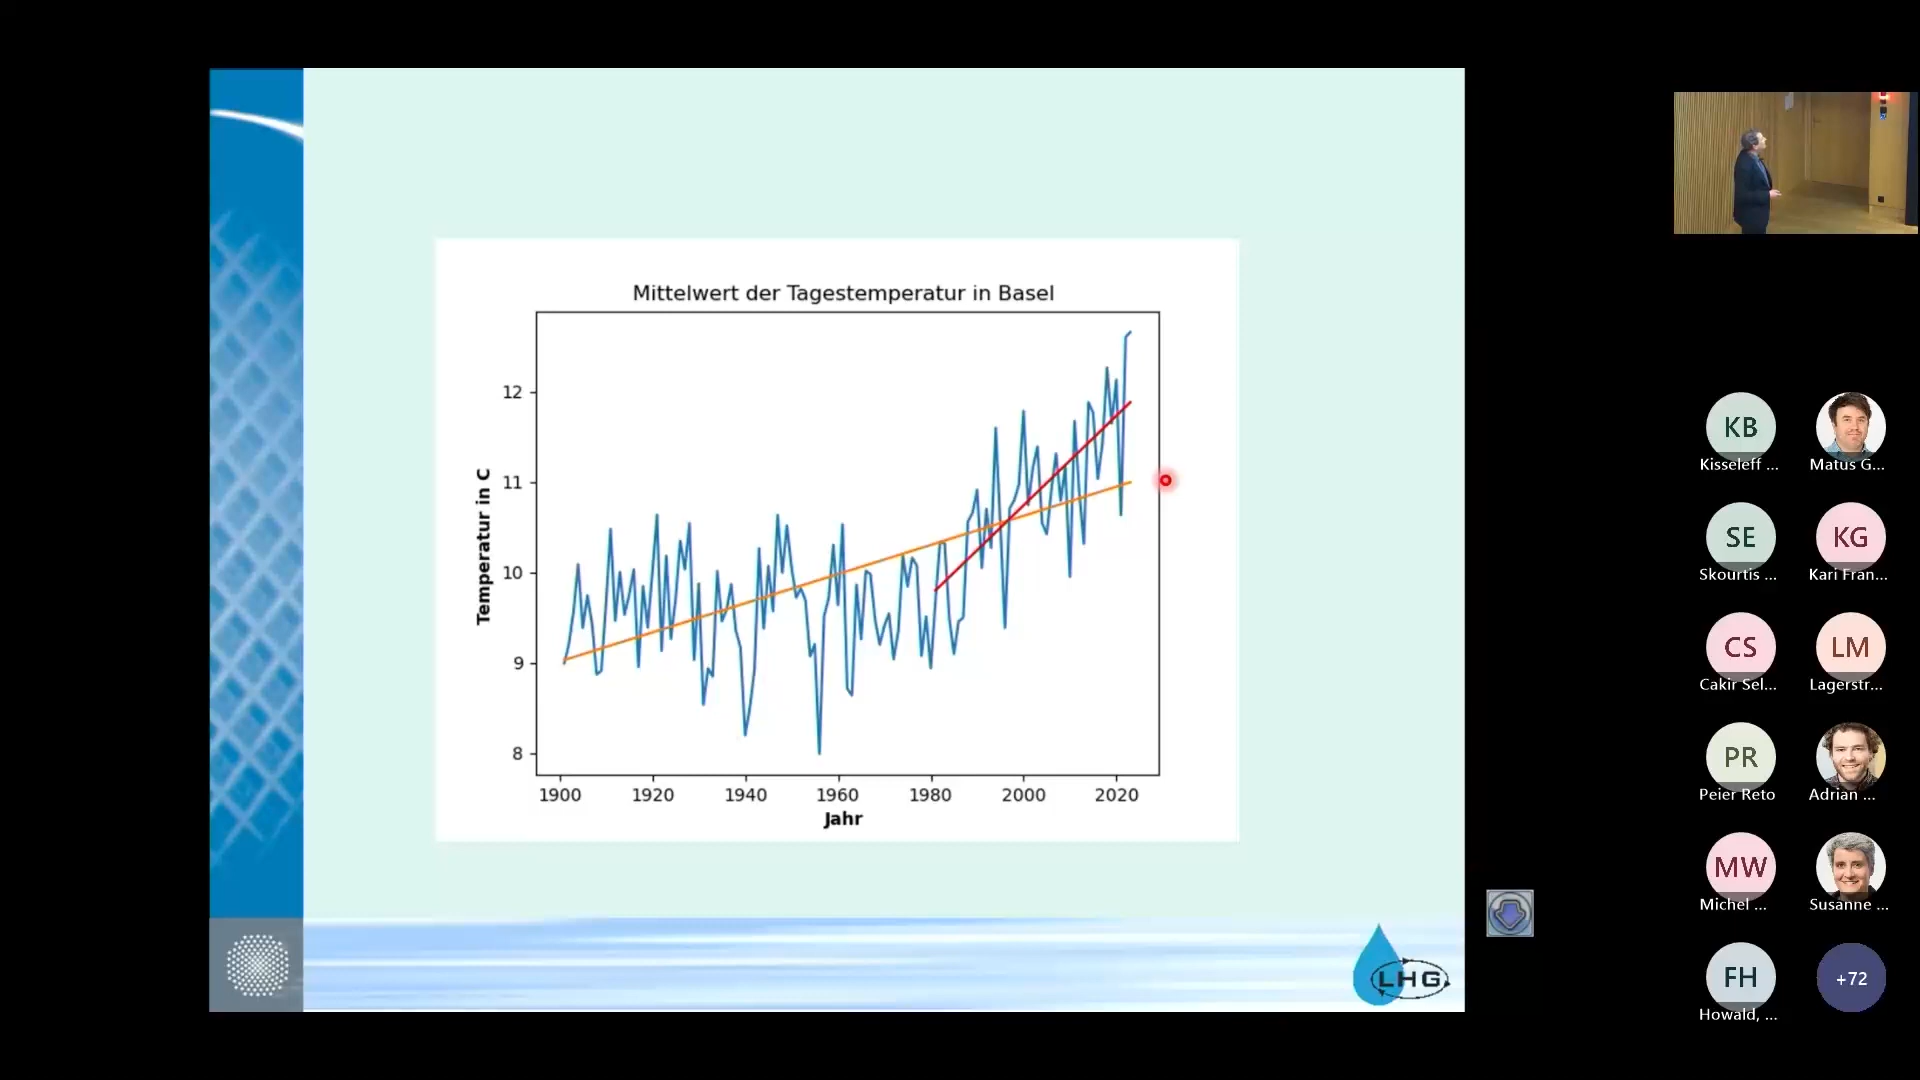 Mittelwert der Tagestemperatur in Basel
Temperatur in C
12
11
10
9
8
1900 1920 1940 1960 1980 2000 2020
Jahr
LHG
KB
Kisseleff ...
Matus G...
SE
Skourtis ...
KG
Kari Fran...
CS
Cakir Sel...
LM
Lagerstr...
PR
Peier Reto
Adrian ...
MW
Michel ...
Susanne ...
FH
Howald, ...
+72